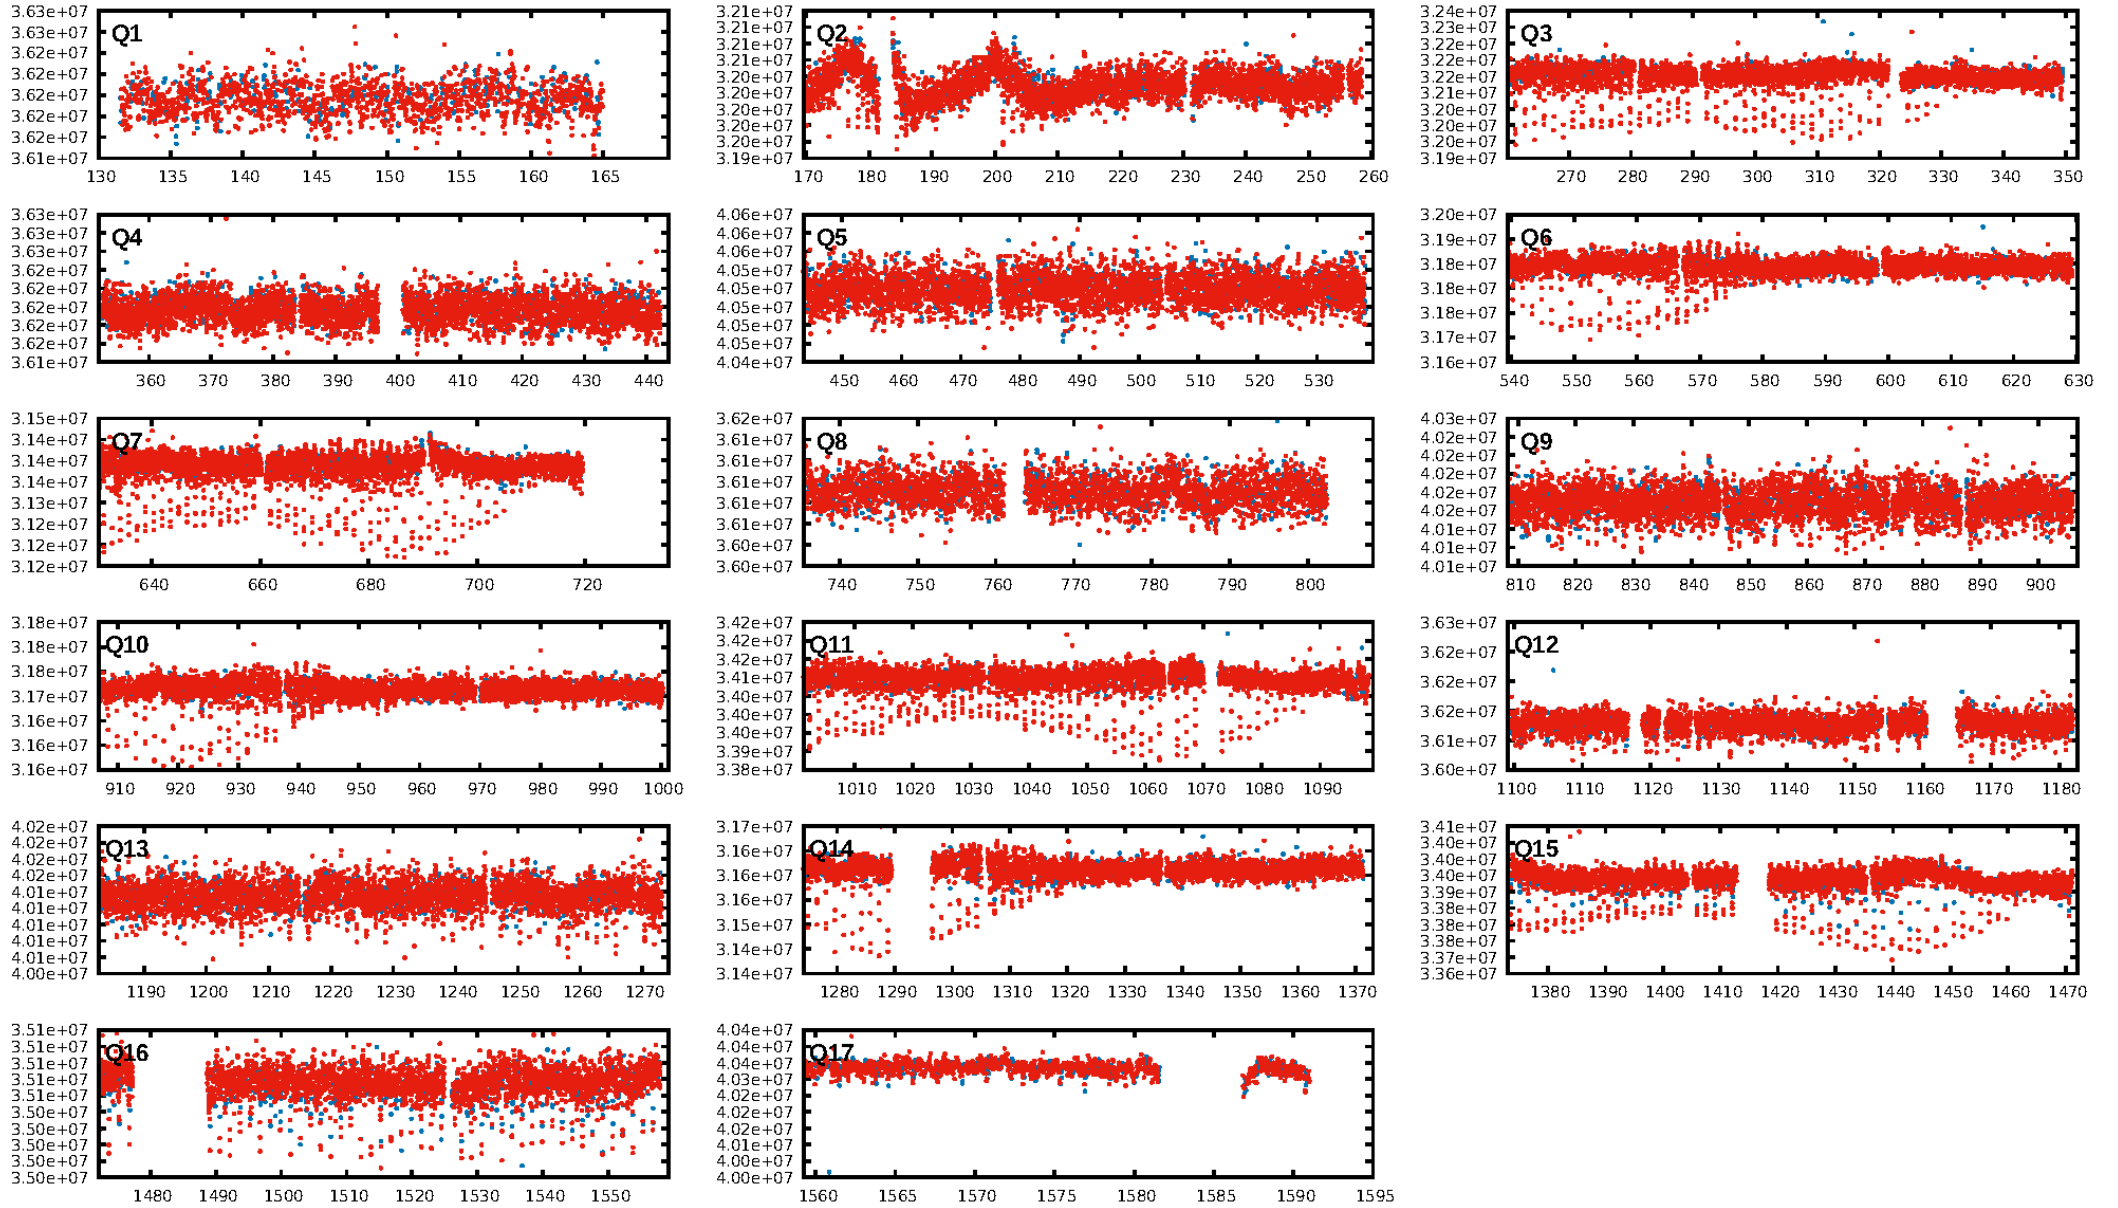 3.63e+07 3.63e+07 3.62e+07 3.62e+07 3.62e+07 3.62e+07 3.62e+07 3.61e+07
Q1
130 135 140 145 150 155 160 165
3.21e+07 3.21e+07 3.21e+07 3.20e+07 3.20e+07 3.20e+07 3.20e+07 3.20e+07 3.19e+07
Q2
170 180 190 200 210 220 230 240 250 260
3.24e+07 3.23e+07 3.22e+07 3.22e+07 3.21e+07 3.20e+07 3.20e+07 3.19e+07 3.19e+07
Q3
270 280 290 300 310 320 330 340 350
3.63e+07 3.63e+07 3.63e+07 3.62e+07 3.62e+07 3.62e+07 3.62e+07 3.62e+07 3.61e+07
Q4
360 370 380 390 400 410 420 430 440
4.06e+07 4.06e+07 4.06e+07 4.05e+07 4.05e+07 4.05e+07 4.05e+07 4.05e+07 4.04e+07
Q5
450 460 470 480 490 500 510 520 530
3.20e+07 3.19e+07 3.18e+07 3.18e+07 3.18e+07 3.17e+07 3.16e+07
Q6
540 550 560 570 580 590 600 610 620 630
3.15e+07 3.14e+07 3.14e+07 3.14e+07 3.13e+07 3.12e+07 3.12e+07 3.12e+07
Q7
640 660 680 700 720
3.62e+07 3.61e+07 3.61e+07 3.61e+07 3.61e+07 3.61e+07 3.60e+07 3.60e+07
Q8
740 750 760 770 780 790 800
4.03e+07 4.02e+07 4.02e+07 4.02e+07 4.02e+07 4.02e+07 4.01e+07 4.01e+07 4.01e+07
Q9
810 820 830 840 850 860 870 880 890 900
3.18e+07 3.18e+07 3.18e+07 3.17e+07 3.16e+07 3.16e+07 3.16e+07
Q10
910 920 930 940 950 960 970 980 990 1000
3.42e+07 3.42e+07 3.42e+07 3.41e+07 3.40e+07 3.40e+07 3.40e+07 3.39e+07 3.38e+07
Q11
1010 1020 1030 1040 1050 1060 1070 1080 1090
3.63e+07 3.62e+07 3.62e+07 3.62e+07 3.61e+07 3.60e+07
Q12
1100 1110 1120 1130 1140 1150 1160 1170 1180
4.02e+07 4.02e+07 4.02e+07 4.02e+07 4.01e+07 4.01e+07 4.01e+07 4.01e+07 4.01e+07 4.00e+07
Q13
1190 1200 1210 1220 1230 1240 1250 1260 1270
3.17e+07 3.16e+07 3.16e+07 3.16e+07 3.15e+07 3.14e+07 3.14e+07
Q14
1280 1290 1300 1310 1320 1330 1340 1350 1360 1370
3.41e+07 3.40e+07 3.40e+07 3.40e+07 3.39e+07 3.38e+07 3.38e+07 3.37e+07 3.36e+07
Q15
1380 1390 1400 1410 1420 1430 1440 1450 1460 1470
3.51e+07 3.51e+07 3.51e+07 3.51e+07 3.51e+07 3.50e+07 3.50e+07 3.50e+07 3.50e+07 3.50e+07
Q16
1480 1490 1500 1510 1520 1530 1540 1550
4.04e+07 4.04e+07 4.03e+07 4.03e+07 4.02e+07 4.02e+07 4.01e+07 4.01e+07 4.00e+07 4.00e+07
Q17
1560 1565 1570 1575 1580 1585 1590 1595